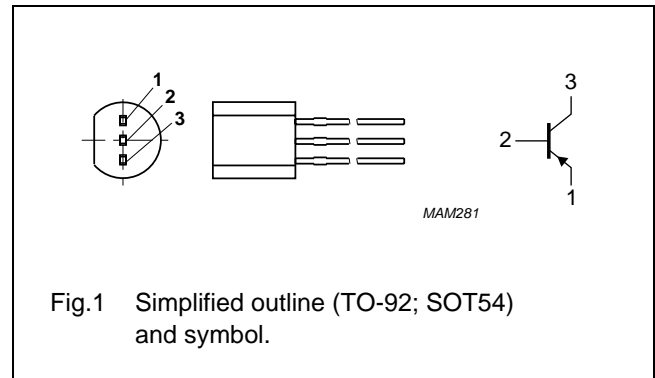 1
2
3
3
2
1
MAM281
Fig.1 Simplified outline (TO-92; SOT54)
and symbol.